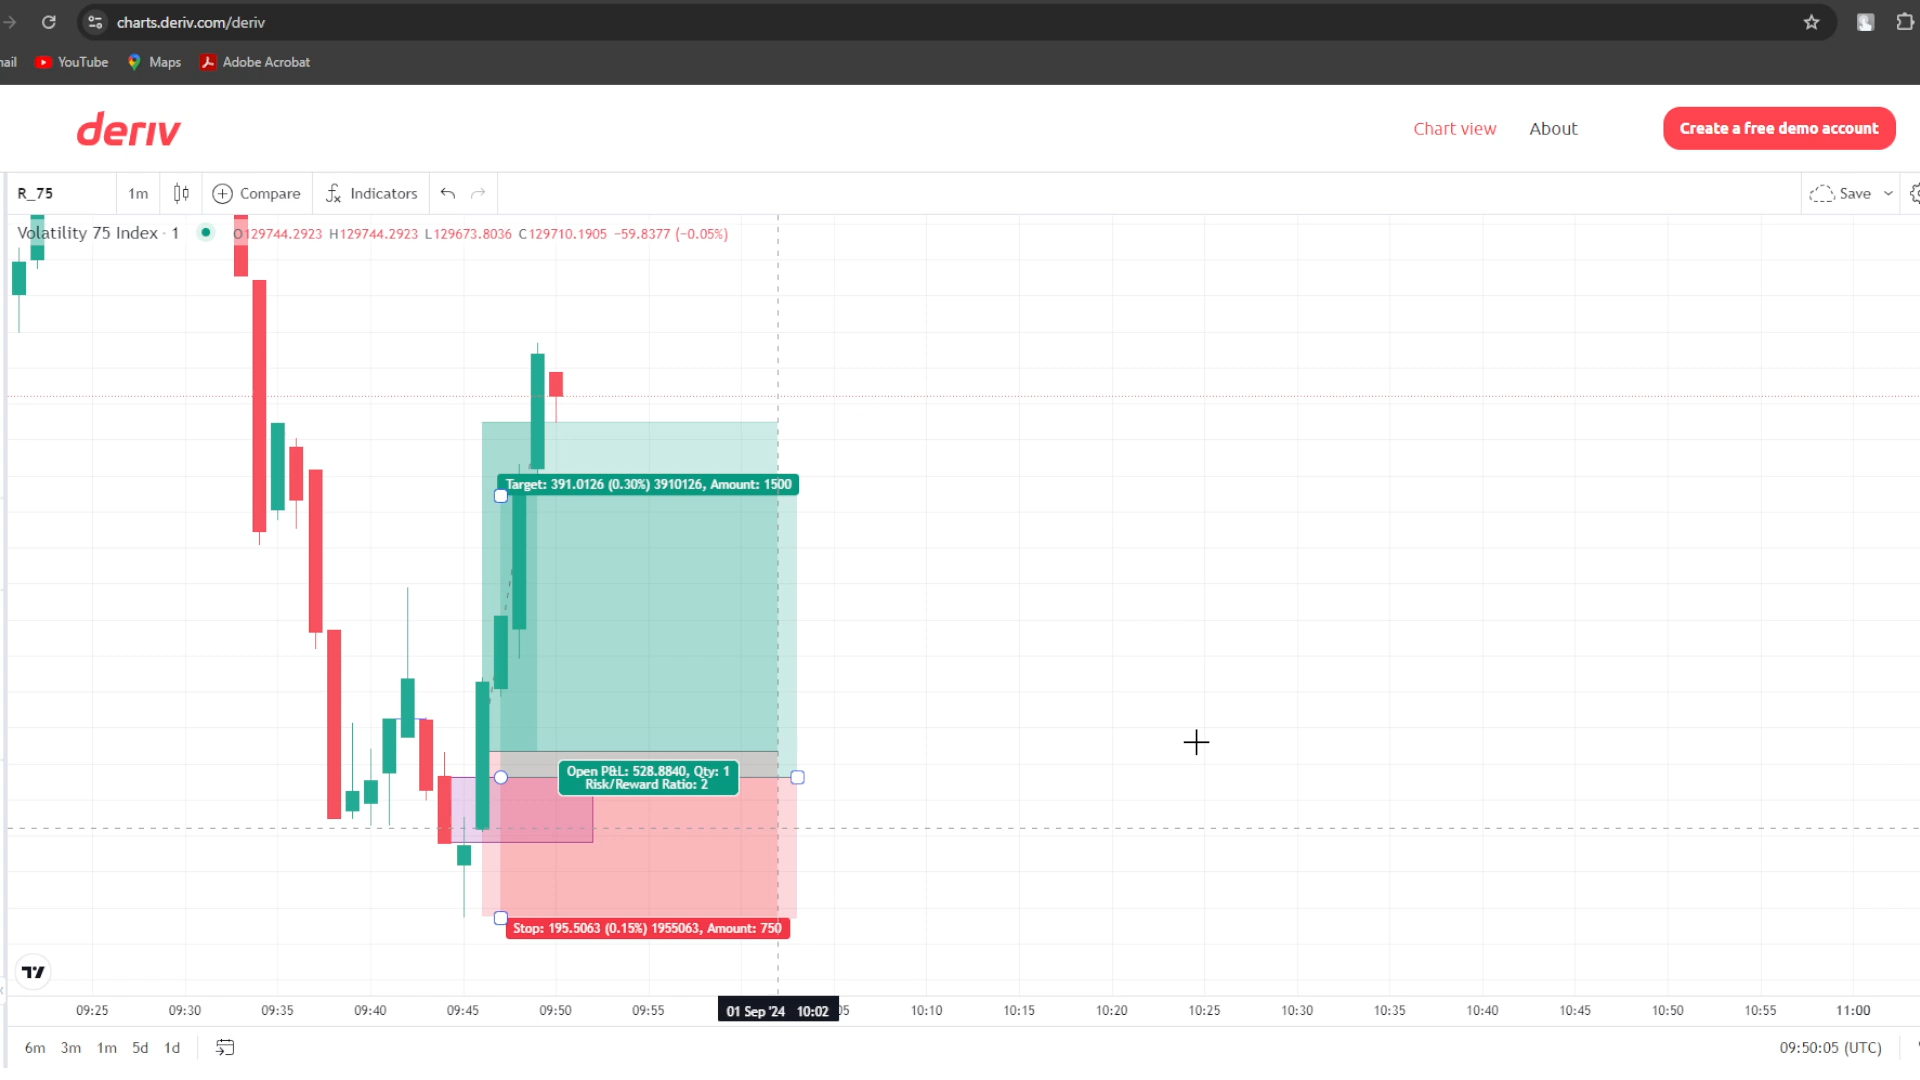 charts.deriv.com/deriv
YouTube
Maps
Adobe Acrobat
deriv
Chart view
About
Create a free demo account
R_75
1m
Compare
fx Indicators
Save
Volatility 75 Index · 1
O129744.2923 H129744.2923 L129673.8036 C129710.1905 −59.8377 (−0.05%)
Target: 391.0126 (0.30%) 3910126, Amount: 1500
Open P&L: 528.8840, Qty: 1
Risk/Reward Ratio: 2
Stop: 195.5063 (0.15%) 1955063, Amount: 750
09:25 09:30 09:35 09:40 09:45 09:50 09:55 01 Sep '24 10:02 10:10 10:15 10:20 10:25 10:30 10:35 10:40 10:45 10:50 10:55 11:00
6m 3m 1m 5d 1d
09:50:05 (UTC)